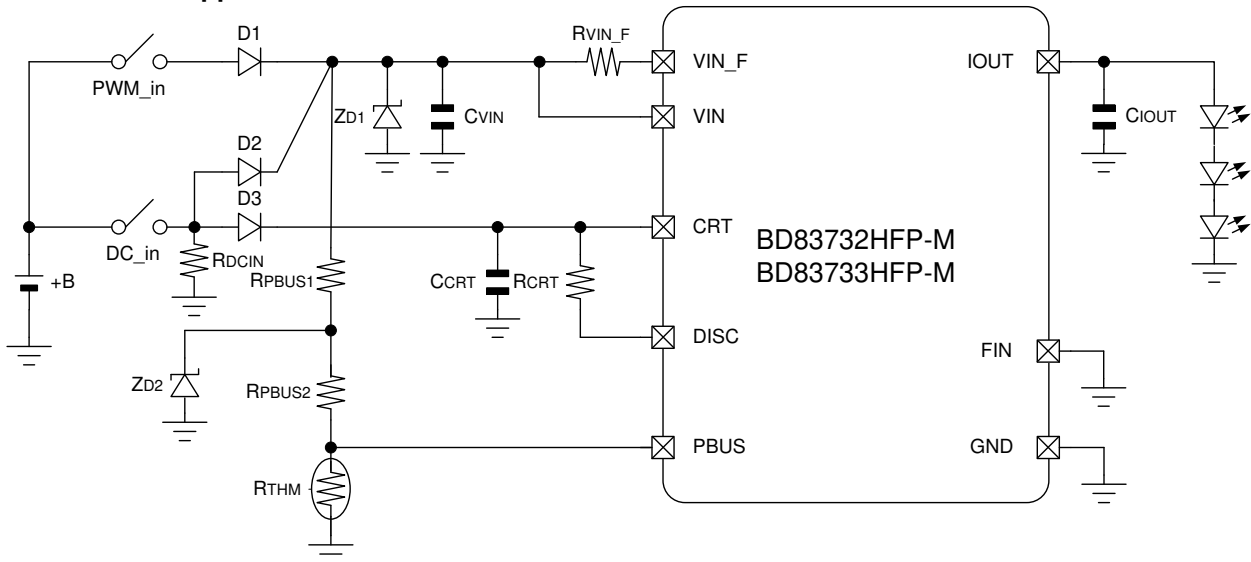 D1
RVIN_F
VIN_F
IOUT
PWM_in
ZD1
CVIN
VIN
CIOUT
D2
D3
CRT
DC_in
RDCIN
BD83732HFP-M
BD83733HFP-M
+B
RPBUS1
CCRT
RCRT
DISC
FIN
ZD2
RPBUS2
PBUS
GND
RTHM